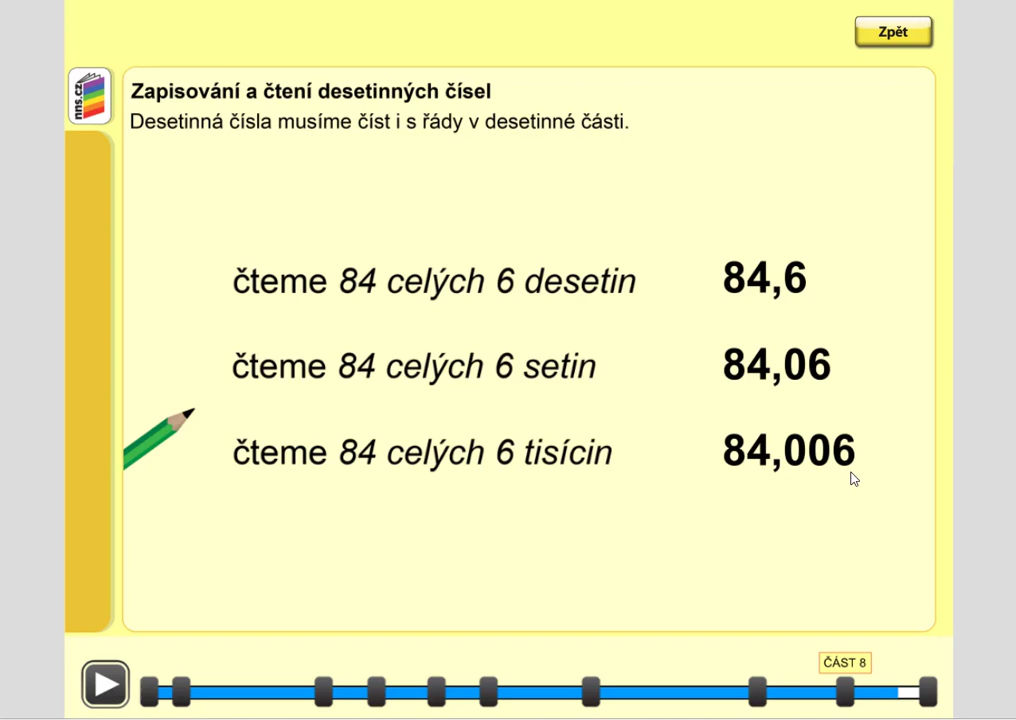 Zpět
nns.cz
Zapisování a čtení desetinných čísel
Desetinná čísla musíme číst i s řády v desetinné části.
čteme 84 celých 6 desetin 84,6
čteme 84 celých 6 setin 84,06
čteme 84 celých 6 tisícin 84,006
ČÁST 8